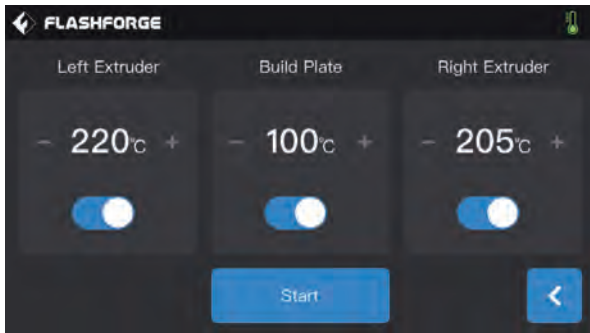 FLASHFORGE
Left Extruder Build Plate Right Extruder
- 220°C + - 100°C + - 205°C +
Start